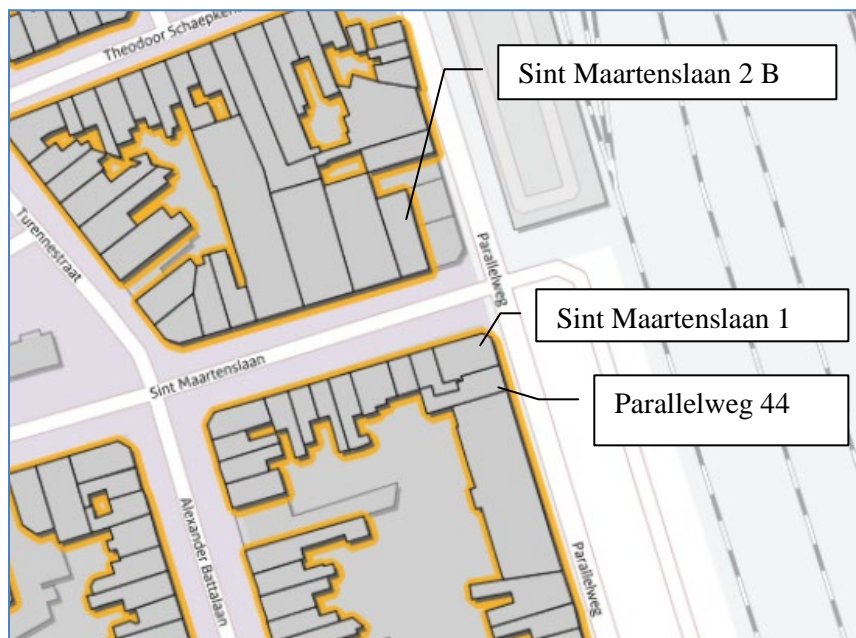 Theodoor Schaepken
Sint Maartenslaan 2 B
Turennestraat
Parallelweg
Sint Maartenslaan 1
Sint Maartenslaan
Parallelweg 44
Alexander Battalaan
Parallelweg